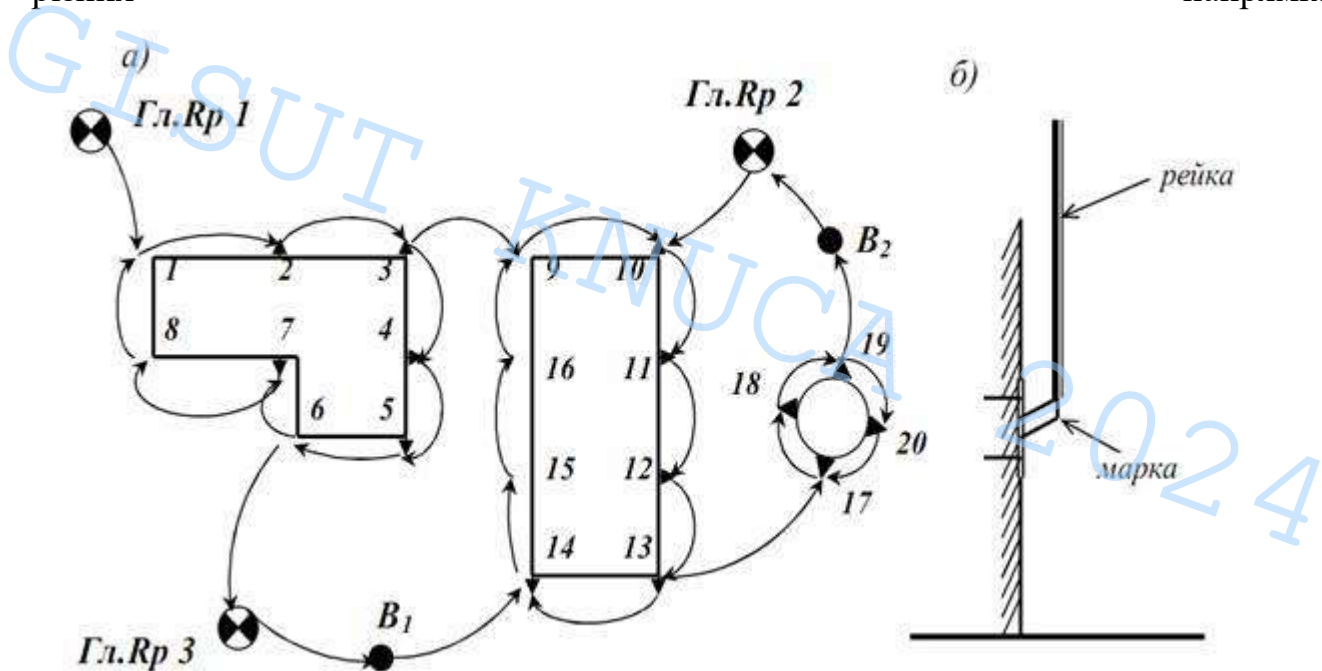 а)
Гл.Rp 1
Гл.Rp 2
б)
рейка
B₂
1 2 3 9 10
8 7 4 16 11 18 19
6 5 20
15 12 марка
17
14 13
B₁
Гл.Rp 3
GISUT KNUCA 2024